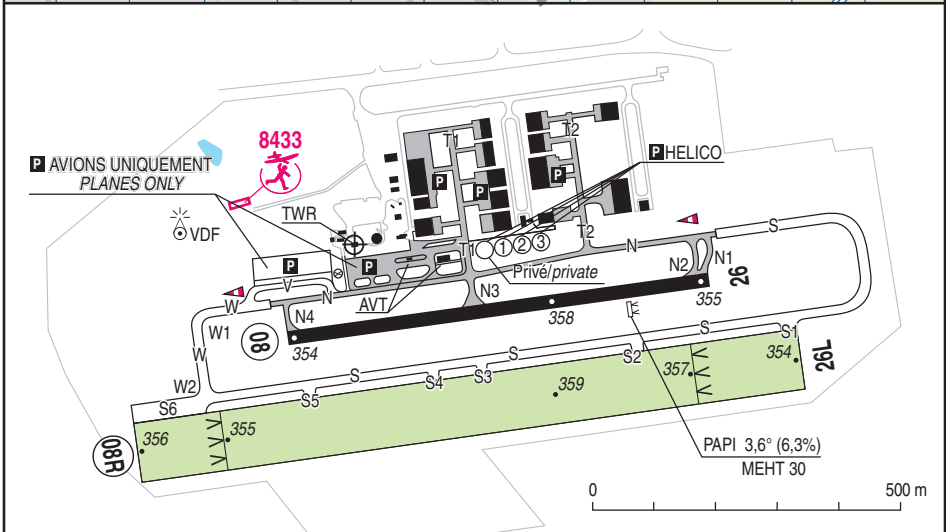 8433
P AVIONS UNIQUEMENT
PLANES ONLY
P HELICO
T1
T2
P
P
P
TWR
VDF
P
P
T1
1
2
3
T2
N
S
Privé/private
N2
N1
26
V
N
AVT
N3
W
W1
N4
08
354
358
355
W
W2
S
S
S
S1
S2
S3
S4
S5
S6
357
354
26L
359
355
356
08R
PAPI 3,6° (6,3%)
MEHT 30
0
500 m